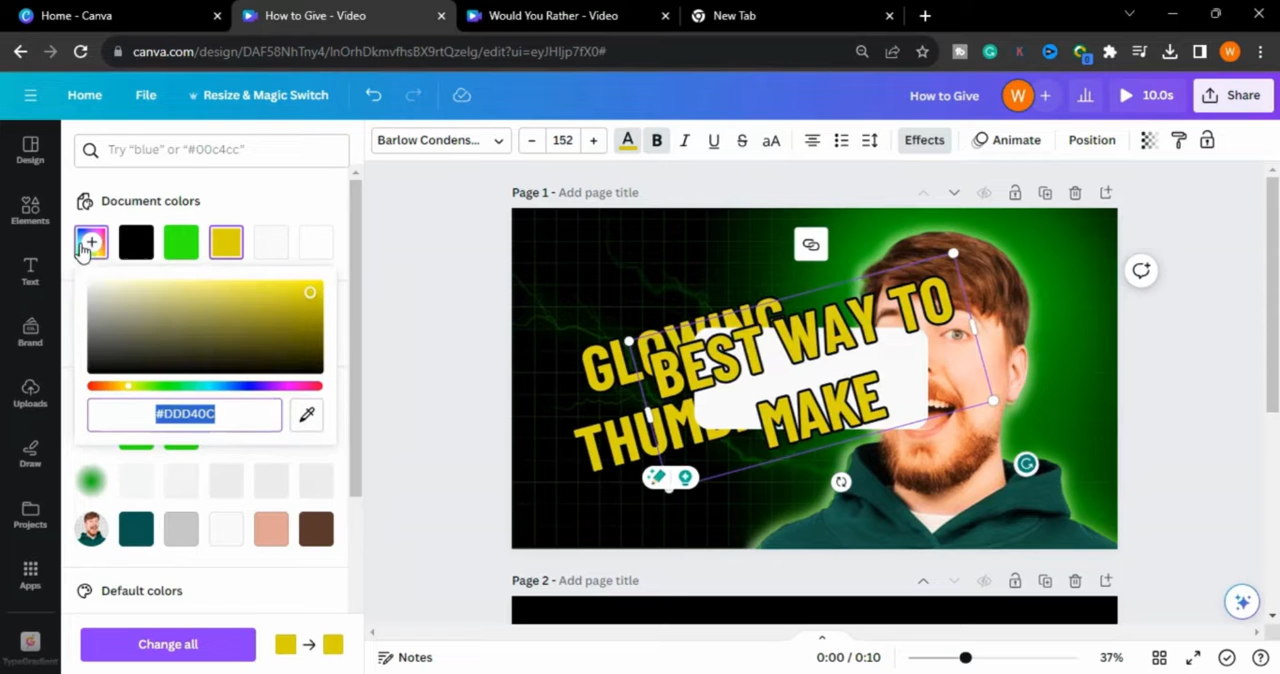 Home - Canva
How to Give - Video
Would You Rather - Video
New Tab
canva.com/design/DAF58NhTny4/InOrhDkmvfhsBX9rtQzelg/edit?ui=eyJHIjp7fX0#
Home
File
Resize & Magic Switch
How to Give
W
10.0s
Share
Try “blue” or “#00c4cc”
Barlow Condens...
152
A
B
I
U
S
aA
Effects
Animate
Position
Design
Elements
Text
Brand
Uploads
Draw
Projects
Apps
TypeGradient
Document colors
#DDD40C
Default colors
Change all
Page 1 - Add page title
GLOWING
BEST WAY TO
MAKE
Page 2 - Add page title
Notes
0:00 / 0:10
37%